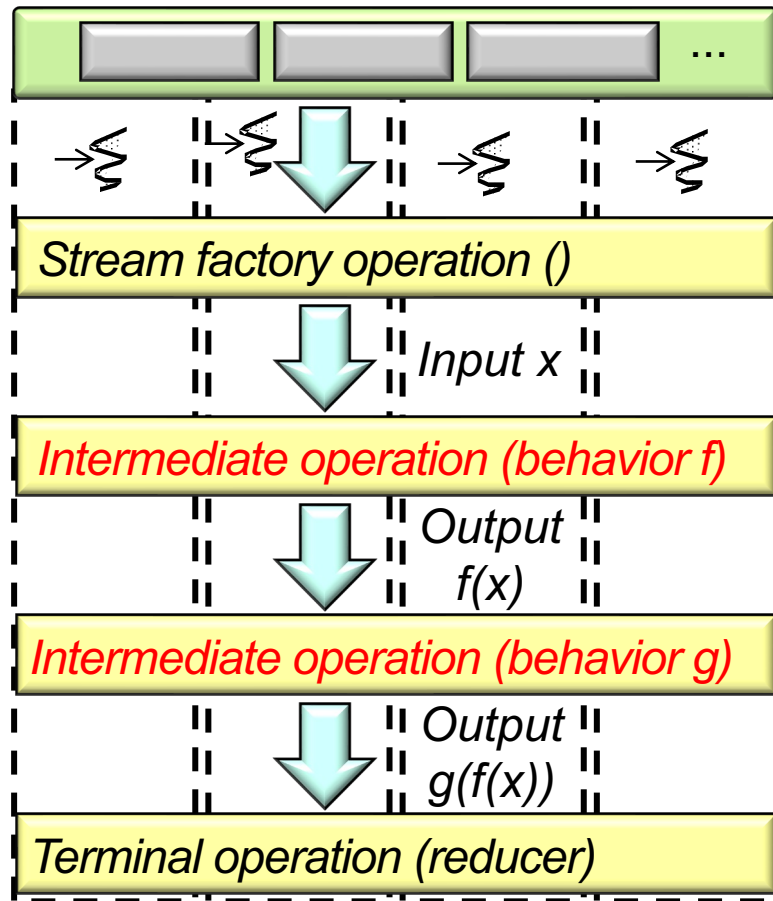 ...
Stream factory operation ()
Input x
Intermediate operation (behavior f)
Output
f(x)
Intermediate operation (behavior g)
Output
g(f(x))
Terminal operation (reducer)